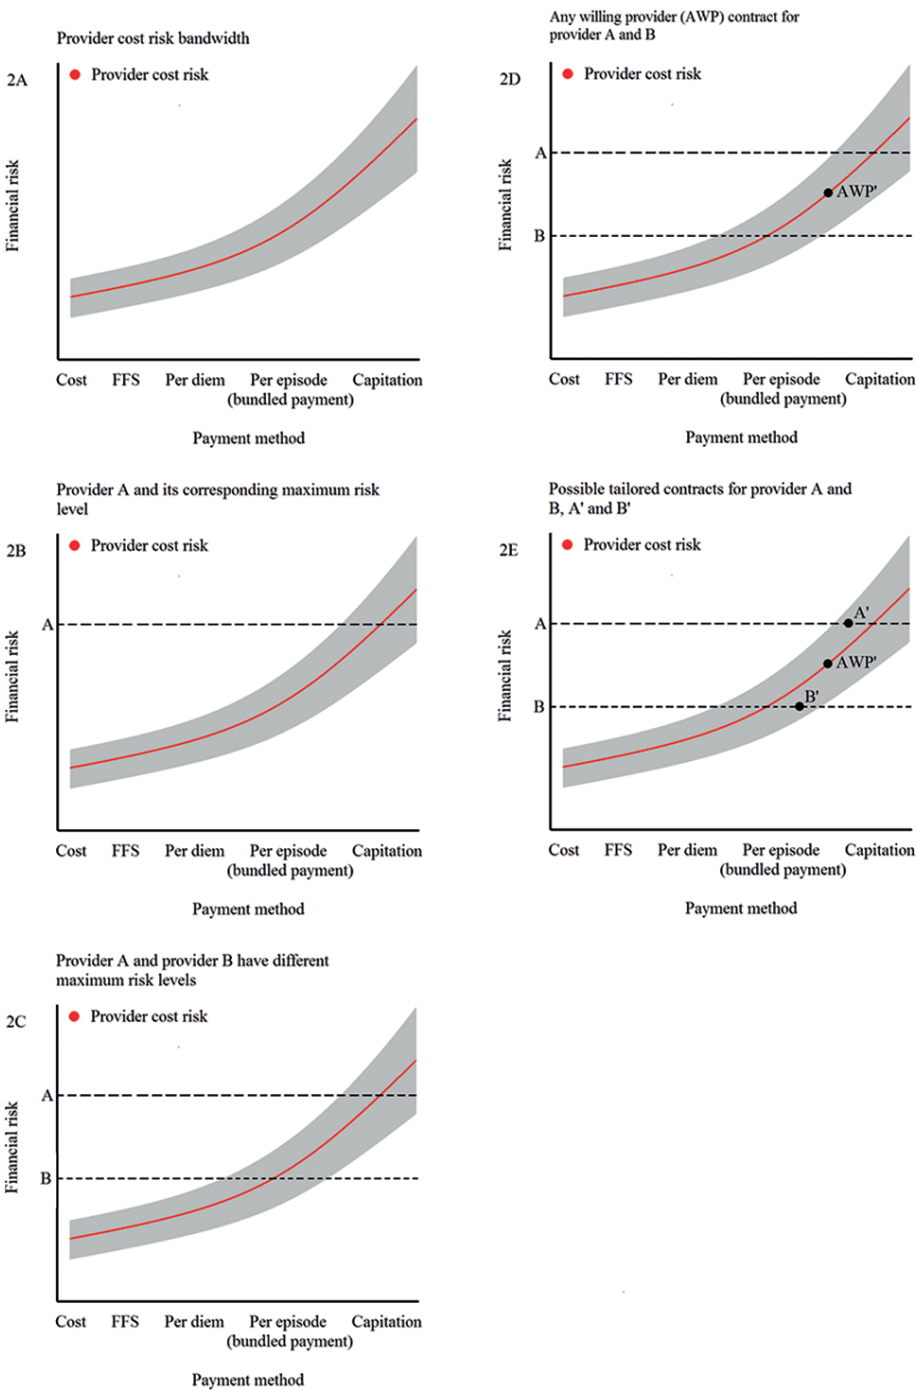 Provider cost risk bandwidth
2A
Provider cost risk
Financial risk
Cost FFS Per diem Per episode Capitation
(bundled payment)
Payment method
Provider A and its corresponding maximum risk
level
2B
Provider cost risk
A
Financial risk
Cost FFS Per diem Per episode Capitation
(bundled payment)
Payment method
Provider A and provider B have different
maximum risk levels
2C
Provider cost risk
A
Financial risk
B
Cost FFS Per diem Per episode Capitation
(bundled payment)
Payment method
Any willing provider (AWP) contract for
provider A and B
2D
Provider cost risk
A
AWP'
Financial risk
B
Cost FFS Per diem Per episode Capitation
(bundled payment)
Payment method
Possible tailored contracts for provider A and
B, A' and B'
2E
Provider cost risk
A'
A
AWP'
Financial risk
B'
B
Cost FFS Per diem Per episode Capitation
(bundled payment)
Payment method